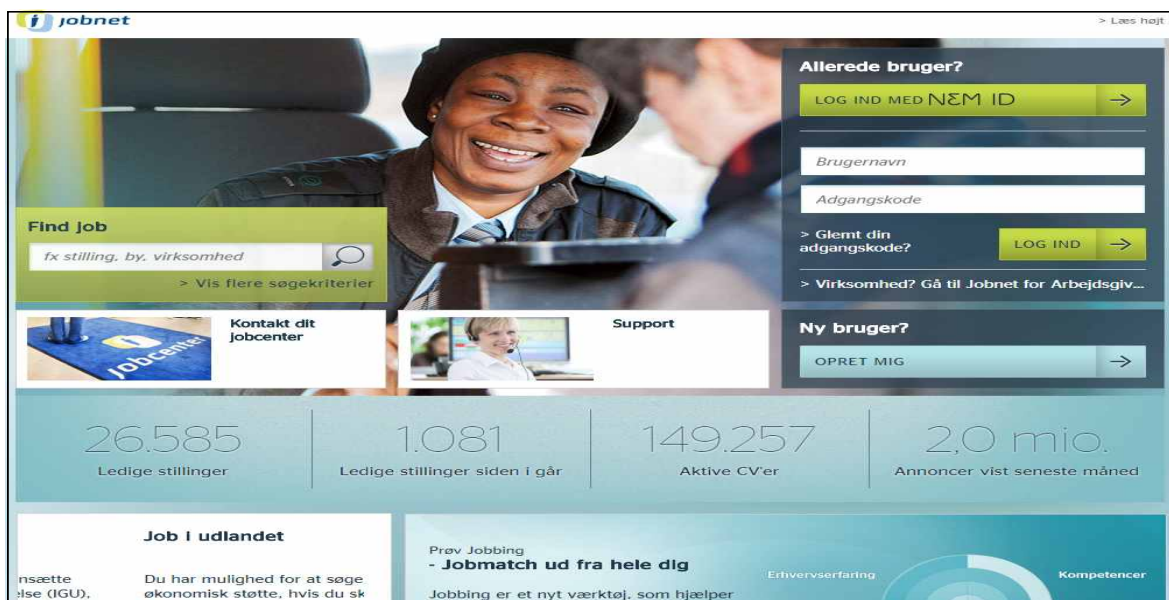 jobnet
> Læs højt
Allerede bruger?
LOG IND MED NEM ID
Brugernavn
Adgangskode
> Glemt din
adgangskode?
LOG IND
> Virksomhed? Gå til Jobnet for Arbejdsgiv...
Find job
fx stilling, by, virksomhed
> Vis flere søgekriterier
Kontakt dit
jobcenter
Jobcenter
Support
Ny bruger?
OPRET MIG
26.585
Ledige stillinger
1.081
Ledige stillinger siden i går
149.257
Aktive CV'er
2,0 mio.
Annoncer vist seneste måned
nsætte
else (IGU),
Job i udlandet
Du har mulighed for at søge
økonomisk støtte, hvis du sk
Prøv Jobbing
- Jobmatch ud fra hele dig
Jobbing er et nyt værktøj, som hjælper
Erhvervserfaring
Kompetencer